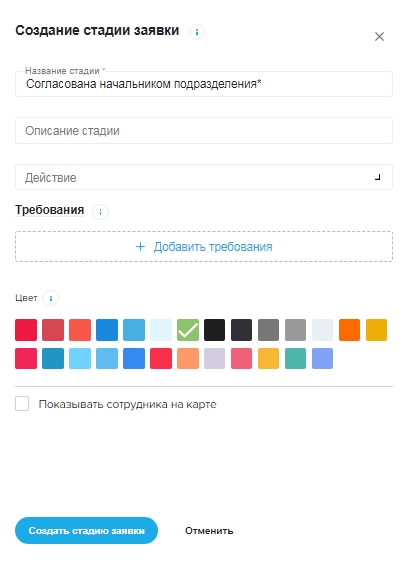 Создание стадии заявки i
Название стадии *
Согласована начальником подразделения*
Описание стадии
Действие
Требования i
+ Добавить требования
Цвет i
Показывать сотрудника на карте
Создать стадию заявки Отменить